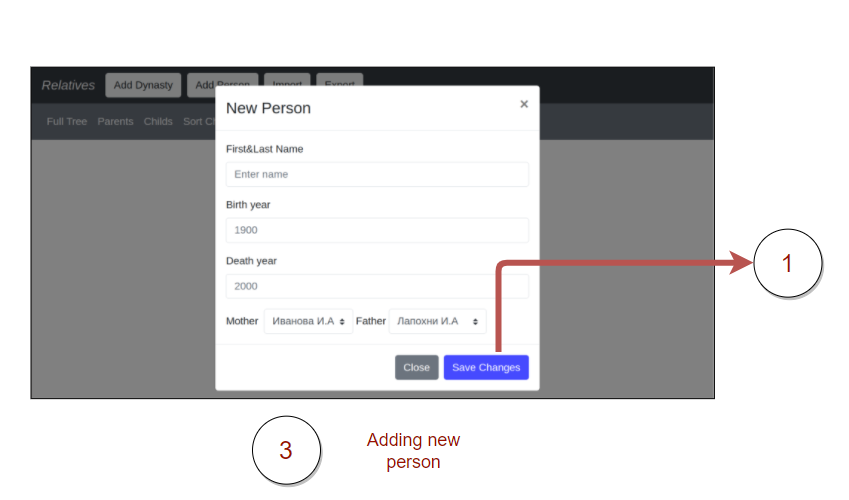 Relatives Add Dynasty Add Person Import Export
Full Tree Parents Childs Sort
New Person ×
First&Last Name
Enter name
Birth year
1900
Death year
2000
Mother Иванова И.А Father Лапохни И.А
Close Save Changes
1
3
Adding new
person